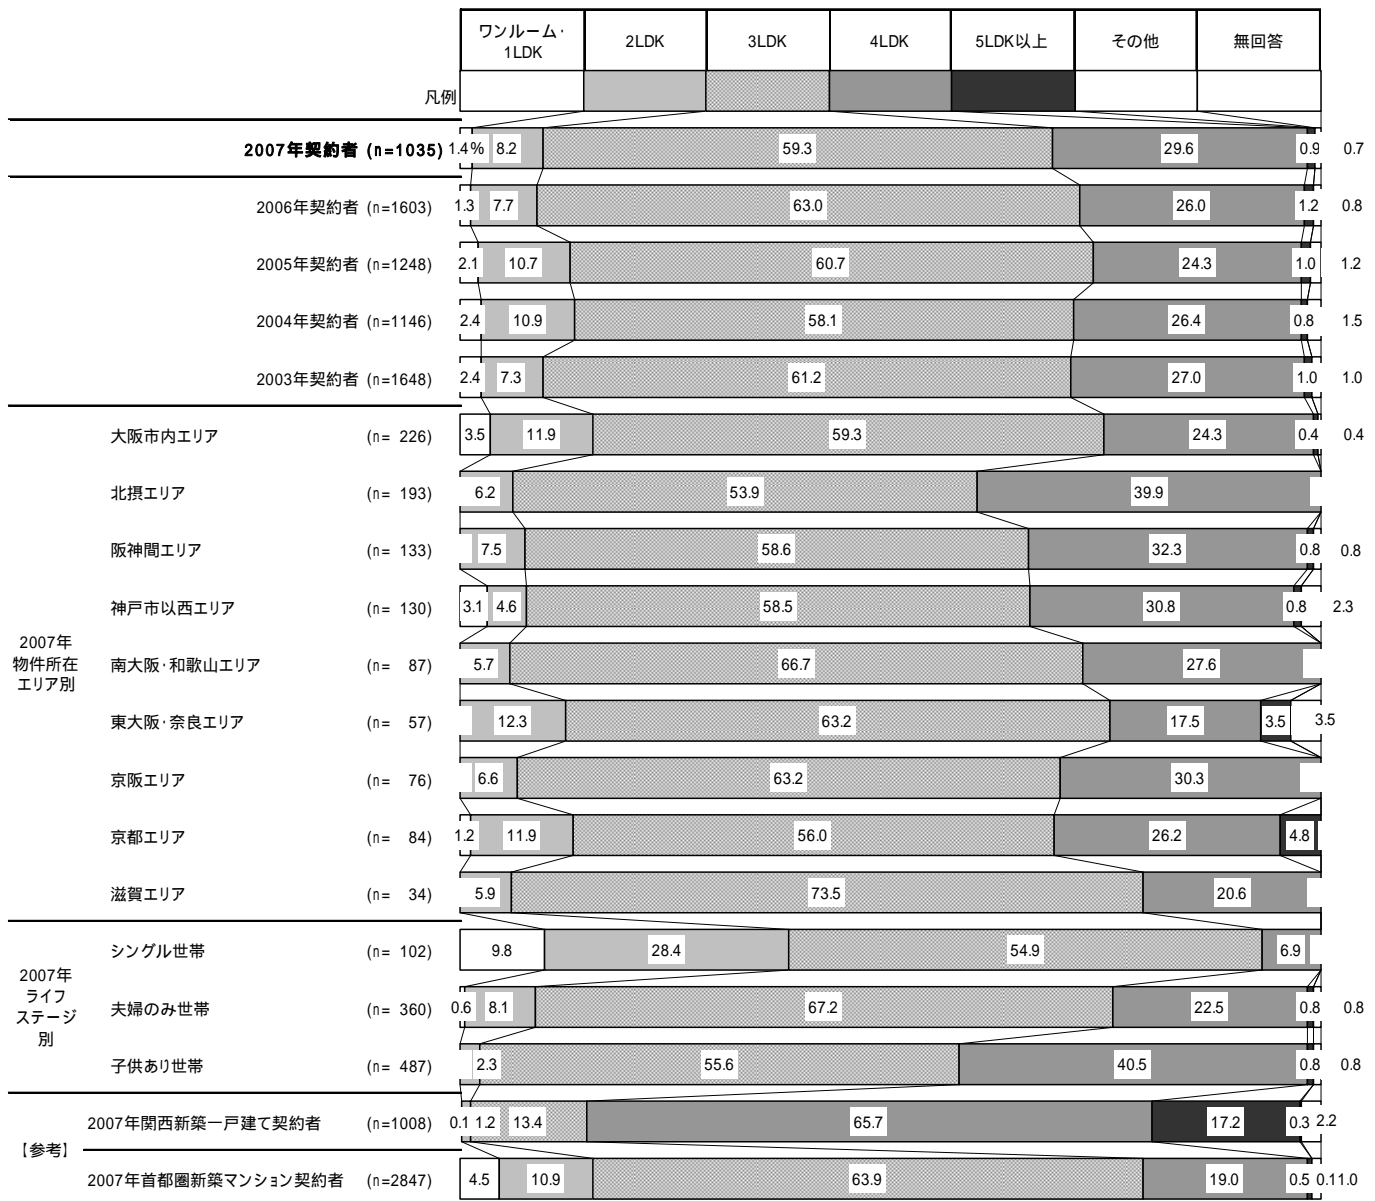 ワンルーム・
1LDK
2LDK
3LDK
4LDK
5LDK以上
その他
無回答
凡例
2007年契約者 (n=1035) 1.4% 8.2 59.3 29.6 0.9 0.7
2006年契約者 (n=1603) 1.3 7.7 63.0 26.0 1.2 0.8
2005年契約者 (n=1248) 2.1 10.7 60.7 24.3 1.0 1.2
2004年契約者 (n=1146) 2.4 10.9 58.1 26.4 0.8 1.5
2003年契約者 (n=1648) 2.4 7.3 61.2 27.0 1.0 1.0
2007年
物件所在
エリア別
大阪市内エリア (n= 226) 3.5 11.9 59.3 24.3 0.4 0.4
北摂エリア (n= 193) 6.2 53.9 39.9
阪神間エリア (n= 133) 7.5 58.6 32.3 0.8 0.8
神戸市以西エリア (n= 130) 3.1 4.6 58.5 30.8 0.8 2.3
南大阪・和歌山エリア (n= 87) 5.7 66.7 27.6
東大阪・奈良エリア (n= 57) 12.3 63.2 17.5 3.5 3.5
京阪エリア (n= 76) 6.6 63.2 30.3
京都エリア (n= 84) 1.2 11.9 56.0 26.2 4.8
滋賀エリア (n= 34) 5.9 73.5 20.6
2007年
ライフ
ステージ
別
シングル世帯 (n= 102) 9.8 28.4 54.9 6.9
夫婦のみ世帯 (n= 360) 0.6 8.1 67.2 22.5 0.8 0.8
子供あり世帯 (n= 487) 2.3 55.6 40.5 0.8 0.8
【参考】
2007年関西新築一戸建て契約者 (n=1008) 0.1 1.2 13.4 65.7 17.2 0.3 2.2
2007年首都圏新築マンション契約者 (n=2847) 4.5 10.9 63.9 19.0 0.5 0.1 1.0